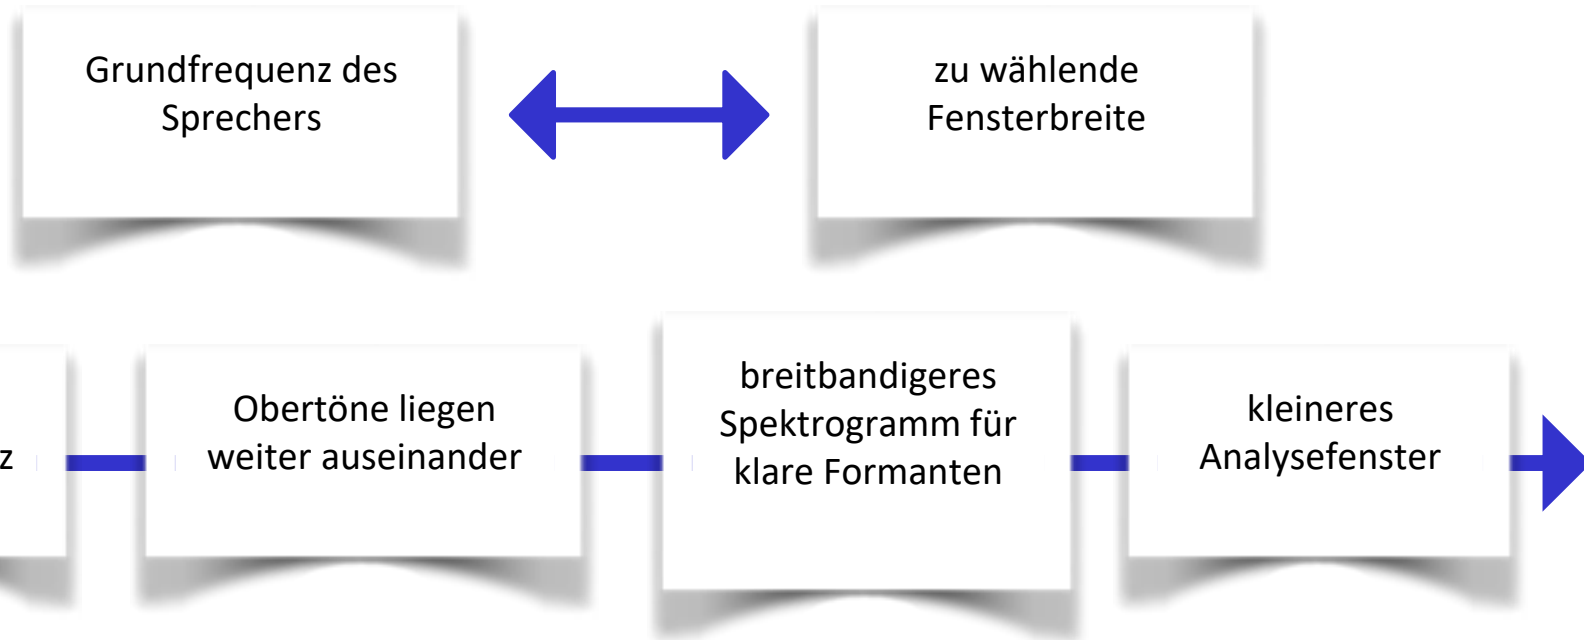 Grundfrequenz des
Sprechers
zu wählende
Fensterbreite
z
Obertöne liegen
weiter auseinander
breitbandigeres
Spektrogramm für
klare Formanten
kleineres
Analysefenster